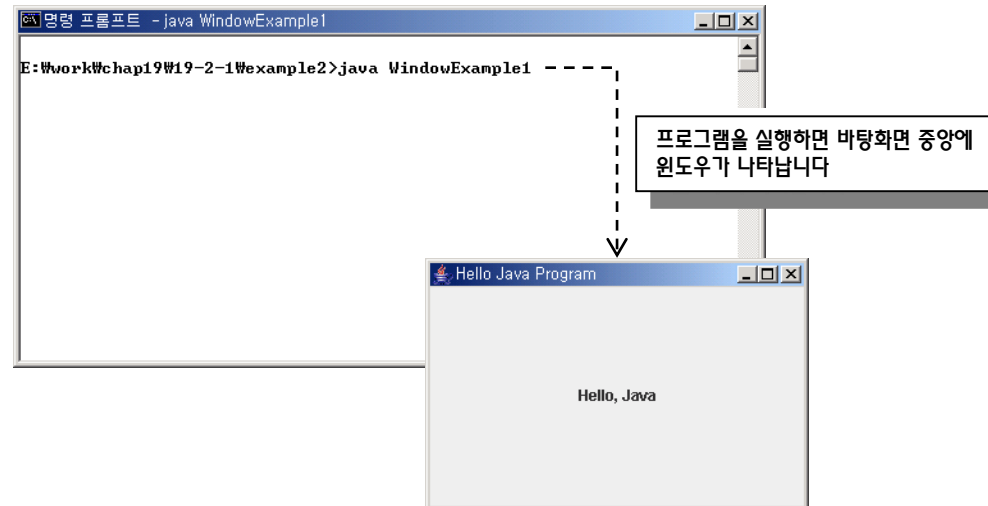 명령 프롬프트 - java WindowExample1
E:₩work₩chap19₩19-2-1₩example2>java WindowExample1
프로그램을 실행하면 바탕화면 중앙에
윈도우가 나타납니다
Hello Java Program
Hello, Java